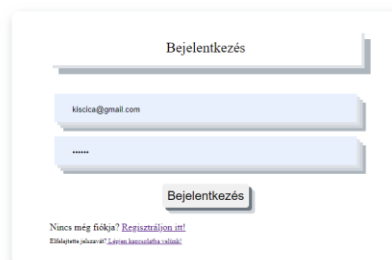 Bejelentkezés
kiscica@gmail.com
••••••
Bejelentkezés
Nincs még fiókja? Regisztráljon itt!
Elfelejtette jelszavát? Lépjen kapcsolatba velünk!